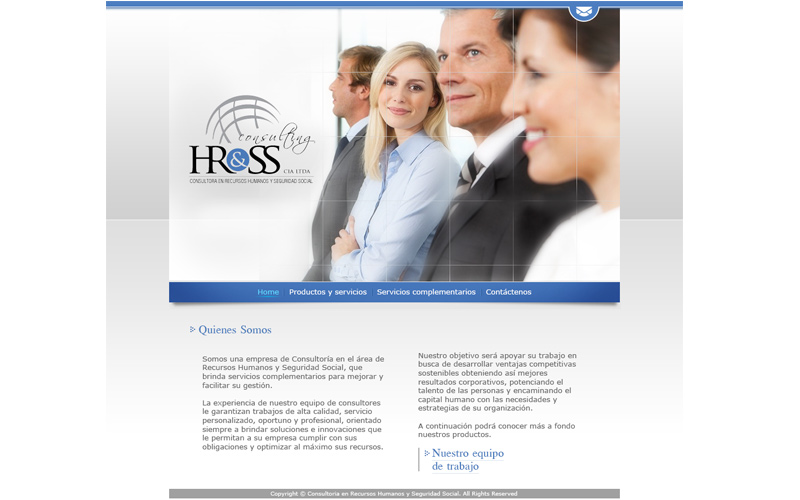 consulting
HR&SS CIA LTDA
CONSULTORA EN RECURSOS HUMANOS Y SEGURIDAD SOCIAL
Home Productos y servicios Servicios complementarios Contáctenos
Quienes Somos
Somos una empresa de Consultoría en el área de
Recursos Humanos y Seguridad Social, que
brinda servicios complementarios para mejorar y
facilitar su gestión.
La experiencia de nuestro equipo de consultores
le garantizan trabajos de alta calidad, servicio
personalizado, oportuno y profesional, orientado
siempre a brindar soluciones e innovaciones que
le permitan a su empresa cumplir con sus
obligaciones y optimizar al máximo sus recursos.
Nuestro objetivo será apoyar su trabajo en
busca de desarrollar ventajas competitivas
sostenibles obteniendo así mejores
resultados corporativos, potenciando el
talento de las personas y encaminando el
capital humano con las necesidades y
estrategias de su organización.
A continuación podrá conocer más a fondo
nuestros productos.
Nuestro equipo
de trabajo
Copyright © Consultoria en Recursos Humanos y Seguridad Social. All Rights Reserved